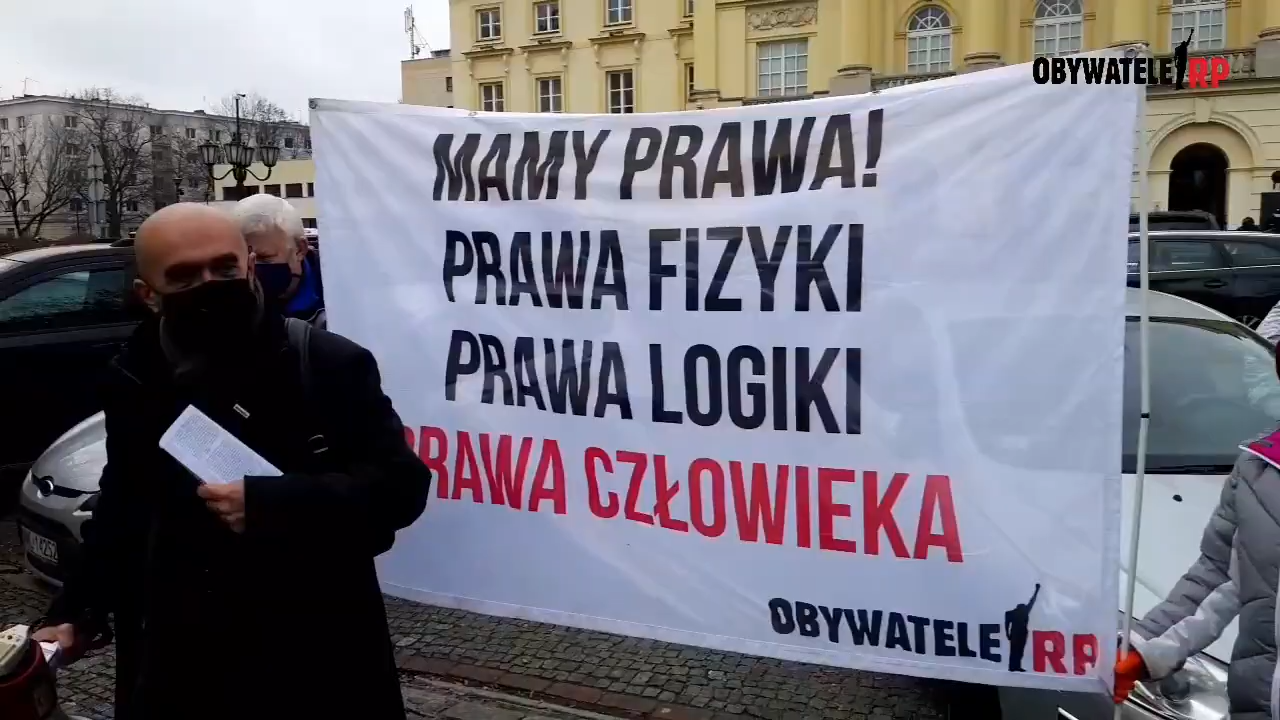 OBYWATELE RP
MAMY PRAWA!
PRAWA FIZYKI
PRAWA LOGIKI
PRAWA CZŁOWIEKA
OBYWATELE RP